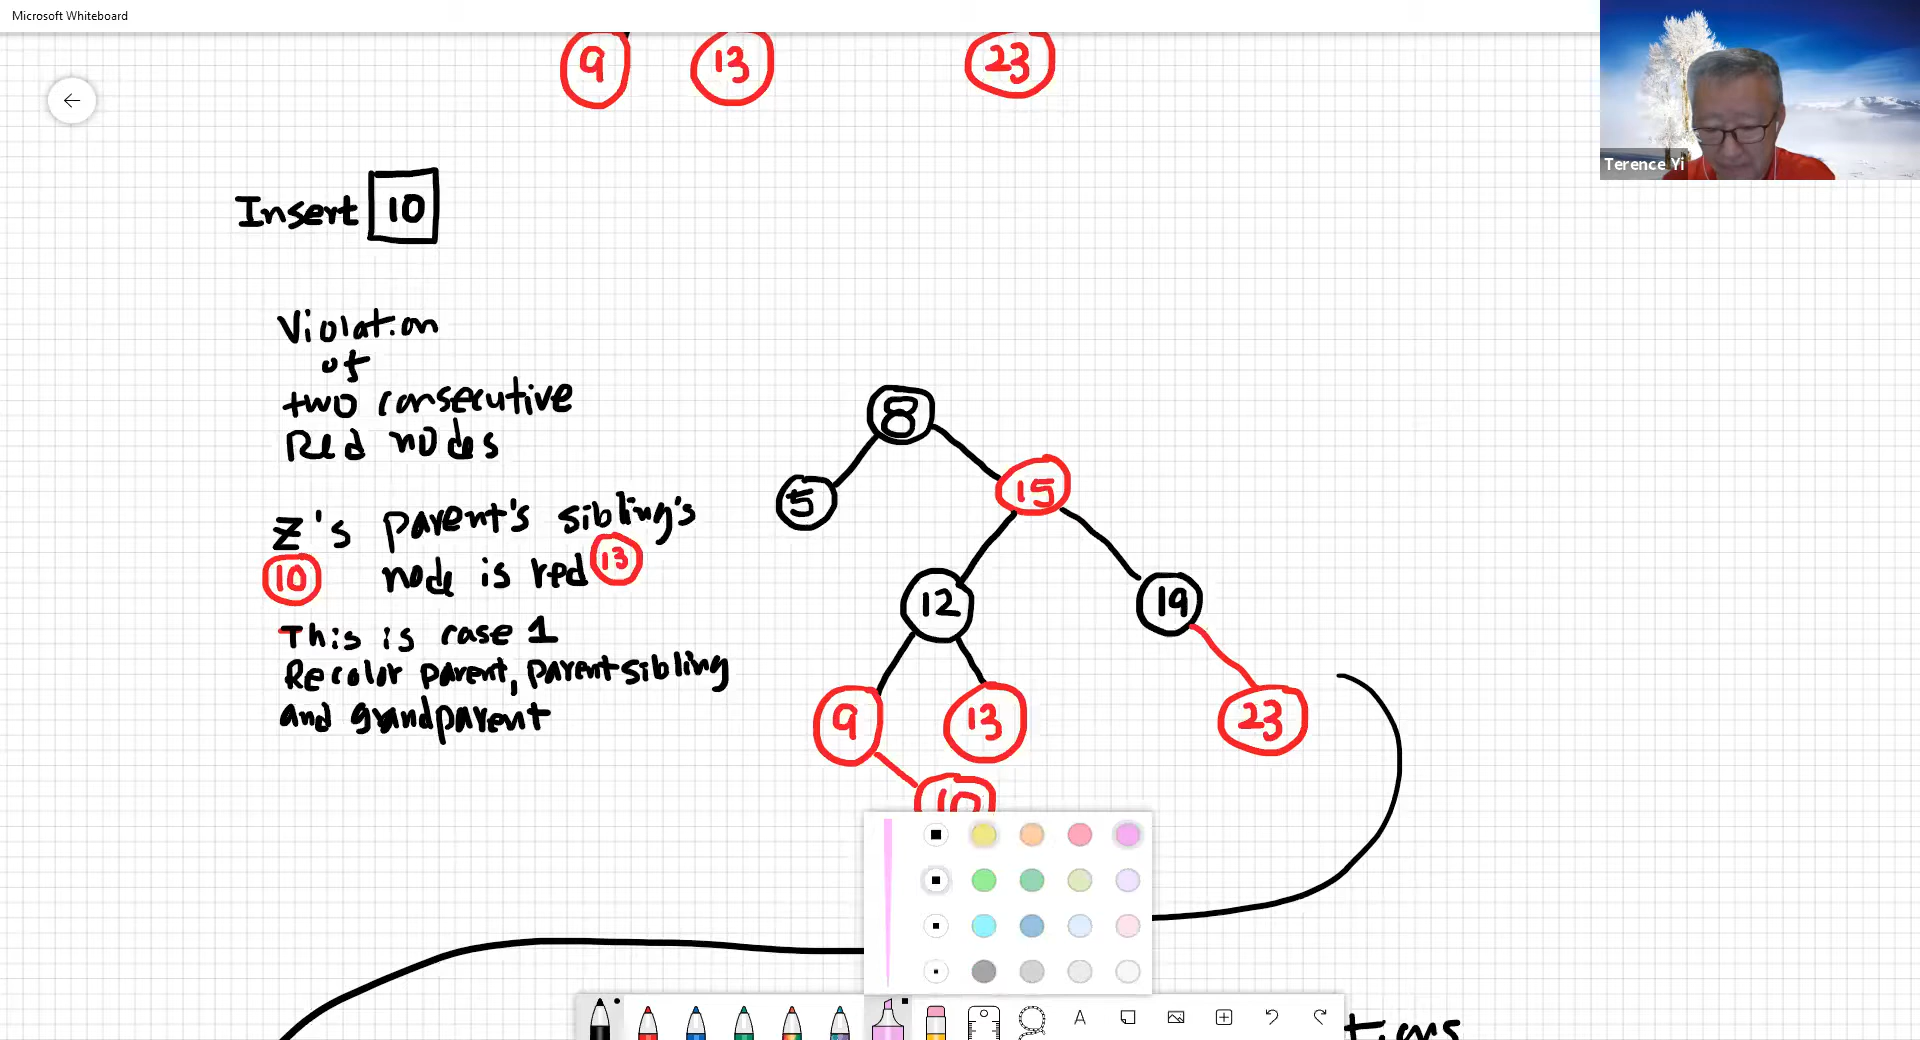 Microsoft Whiteboard
9 13 23
Terence Yi
Insert 10
Violation
of
two consecutive
Red nodes
Z's parent's sibling's
10 node is red 13
This is case 1
Recolor parent, parent sibling
and grandparent
8
5 15
12 19
9 13 23
10
A